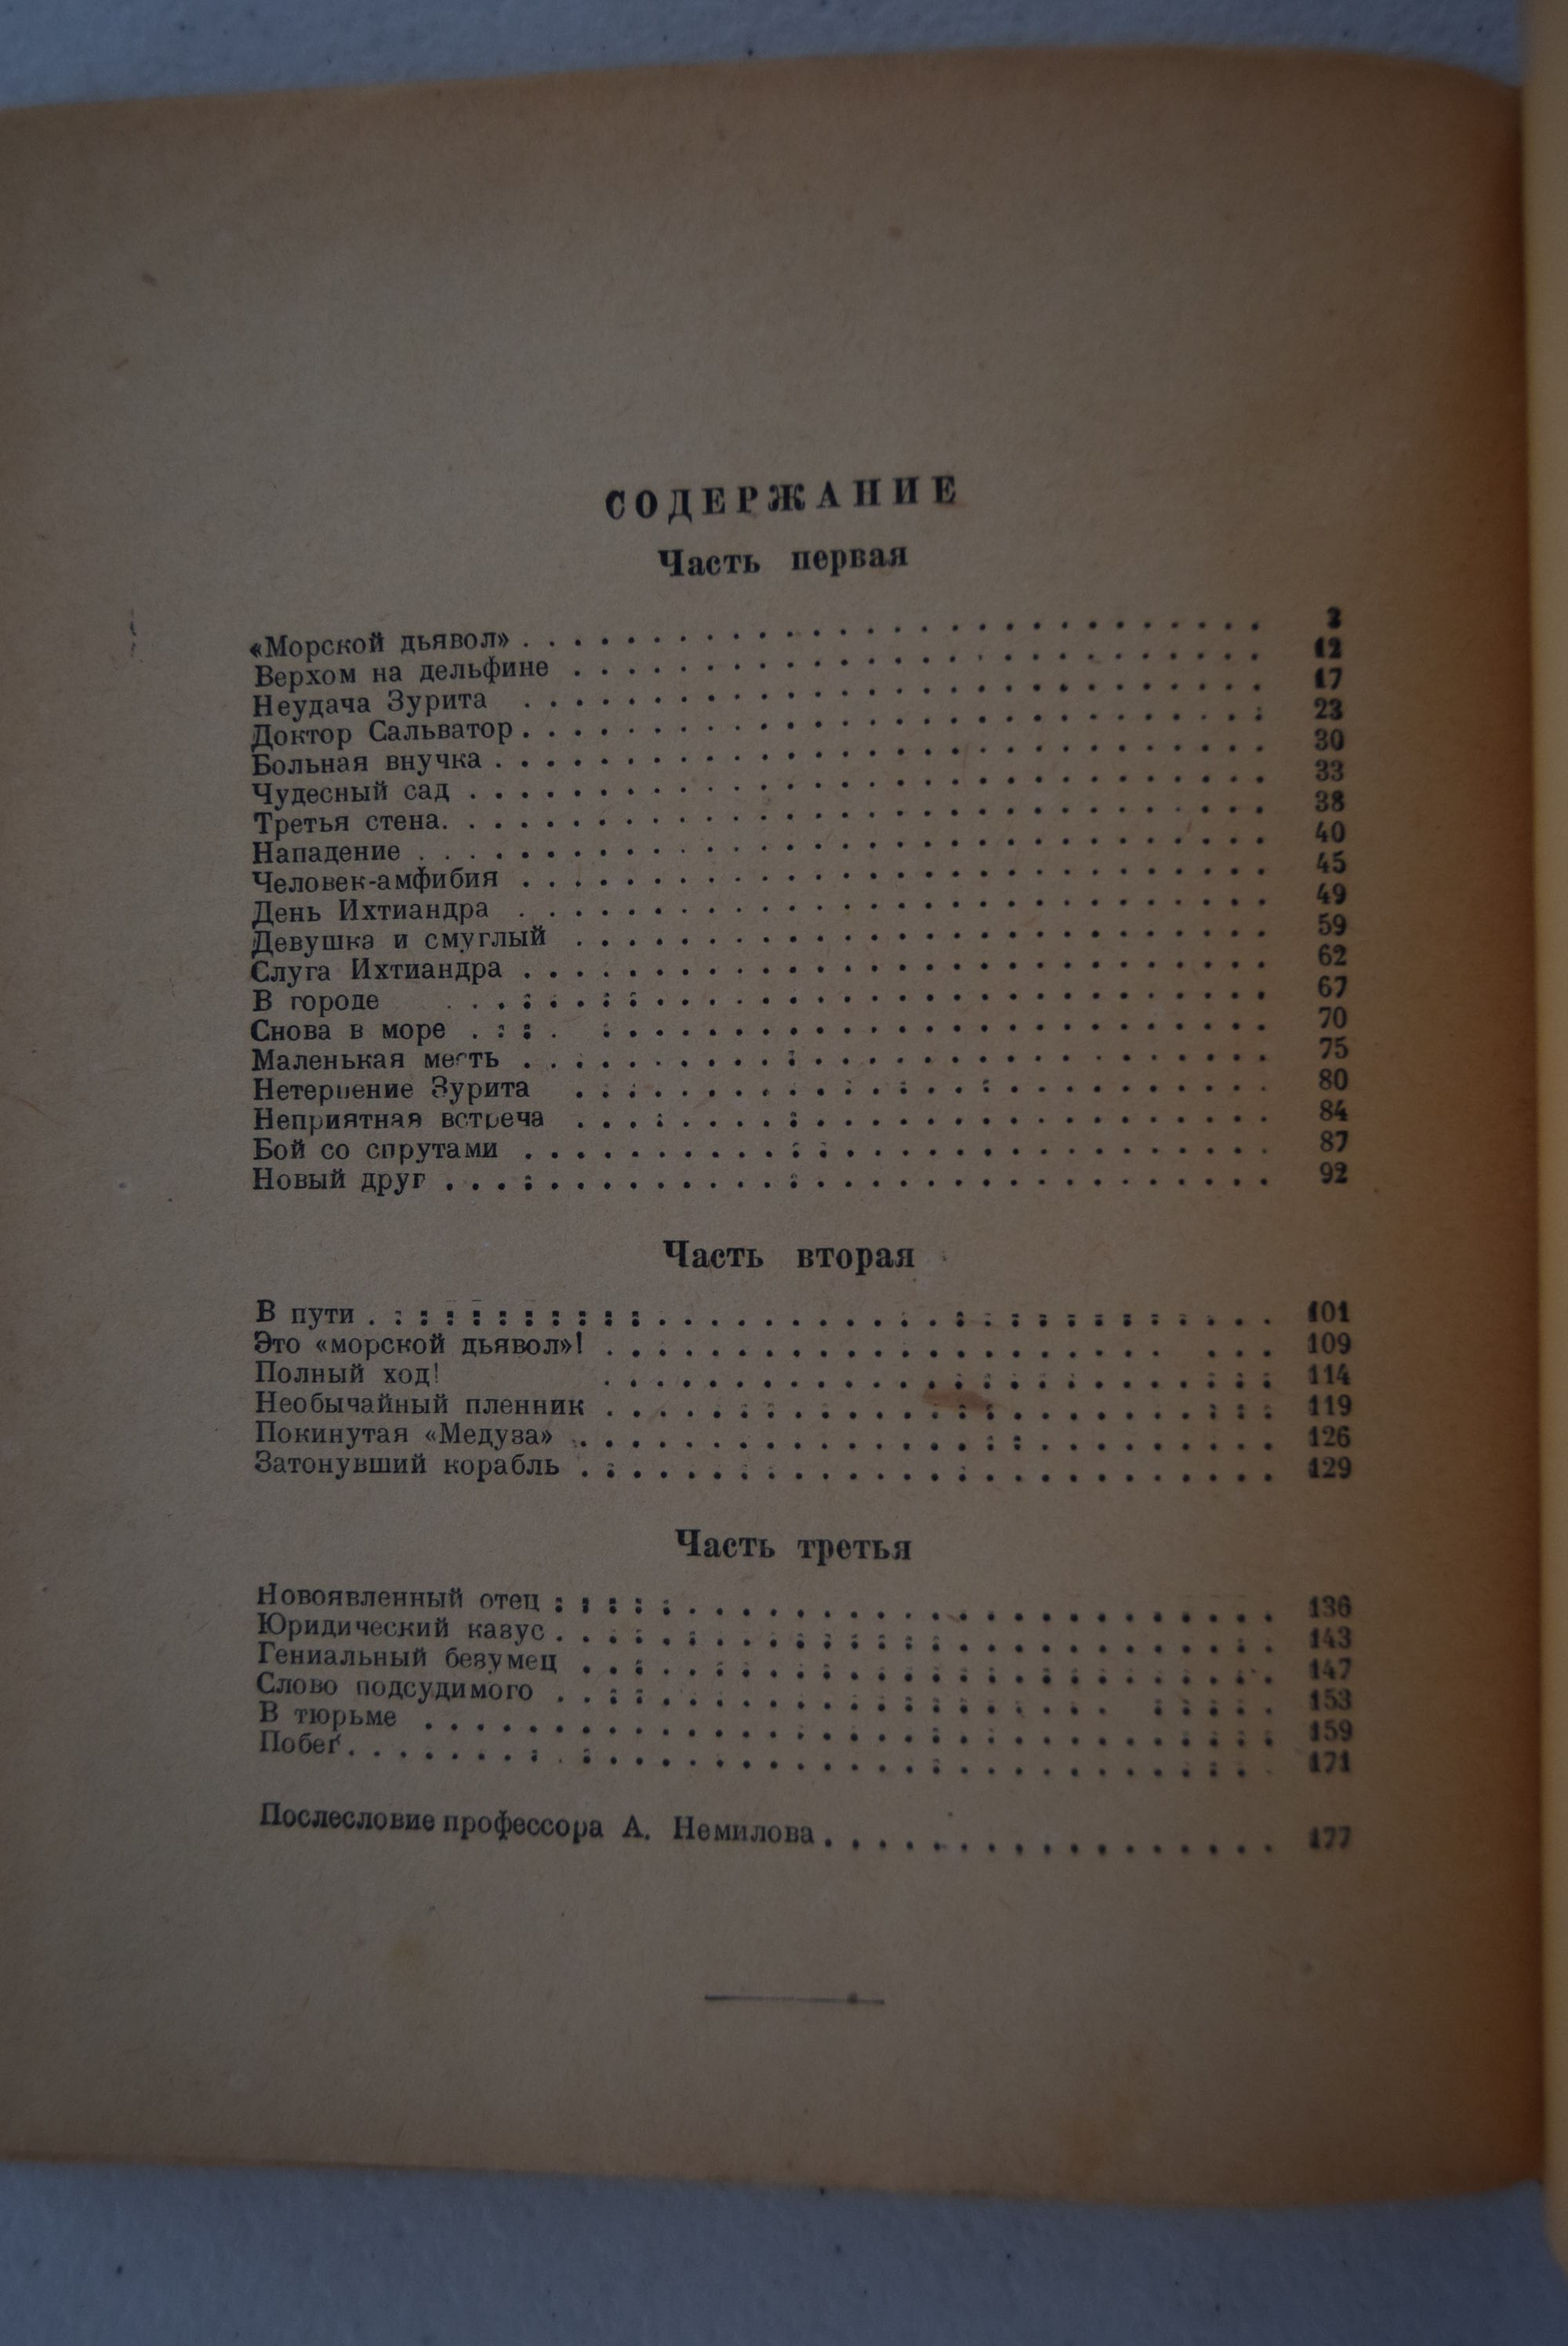 СОДЕРЖАНИЕ
Часть первая
«Морской дьявол» . . . . . . . . . . . . . . . . . . . . . . . . . . . . 3
Верхом на дельфине . . . . . . . . . . . . . . . . . . . . . . . . . . 12
Неудача Зурита . . . . . . . . . . . . . . . . . . . . . . . . . . . . 17
Доктор Сальватор . . . . . . . . . . . . . . . . . . . . . . . . . . . . 23
Больная внучка . . . . . . . . . . . . . . . . . . . . . . . . . . . . . 30
Чудесный сад . . . . . . . . . . . . . . . . . . . . . . . . . . . . . . 33
Третья стена . . . . . . . . . . . . . . . . . . . . . . . . . . . . . . 38
Нападение . . . . . . . . . . . . . . . . . . . . . . . . . . . . . . . . 40
Человек-амфибия . . . . . . . . . . . . . . . . . . . . . . . . . . . . 45
День Ихтиандра . . . . . . . . . . . . . . . . . . . . . . . . . . . . 49
Девушка и смуглый . . . . . . . . . . . . . . . . . . . . . . . . . . 59
Слуга Ихтиандра . . . . . . . . . . . . . . . . . . . . . . . . . . . . 62
В городе . . . . . . . . . . . . . . . . . . . . . . . . . . . . . . . 67
Снова в море . . . . . . . . . . . . . . . . . . . . . . . . . . . . . 70
Маленькая месть . . . . . . . . . . . . . . . . . . . . . . . . . . . . 75
Нетерпение Зурита . . . . . . . . . . . . . . . . . . . . . . . . . . 80
Неприятная встреча . . . . . . . . . . . . . . . . . . . . . . . . . . 84
Бой со спрутами . . . . . . . . . . . . . . . . . . . . . . . . . . . . 87
Новый друг . . . . . . . . . . . . . . . . . . . . . . . . . . . . . . . 92
Часть вторая
В пути . . . . . . . . . . . . . . . . . . . . . . . . . . . . . . . . . 101
Это «морской дьявол»! . . . . . . . . . . . . . . . . . . . . . . . . 109
Полный ход! . . . . . . . . . . . . . . . . . . . . . . . . . 114
Необычайный пленник . . . . . . . . . . . . . . . . . . . . . . . . . 119
Покинутая «Медуза» . . . . . . . . . . . . . . . . . . . . . . . . . . 126
Затонувший корабль . . . . . . . . . . . . . . . . . . . . . . . . . . 129
Часть третья
Новоявленный отец . . . . . . . . . . . . . . . . . . . . . . . . . . . 136
Юридический казус . . . . . . . . . . . . . . . . . . . . . . . . . . . 143
Гениальный безумец . . . . . . . . . . . . . . . . . . . . . . . . . . 147
Слово подсудимого . . . . . . . . . . . . . . . . . . . . . . . . . . 153
В тюрьме . . . . . . . . . . . . . . . . . . . . . . . . . . . . . . . . 159
Побег . . . . . . . . . . . . . . . . . . . . . . . . . . . . . . . . . . 171
Послесловие профессора А. Немилова . . . . . . . . . . . . . . . . . 177